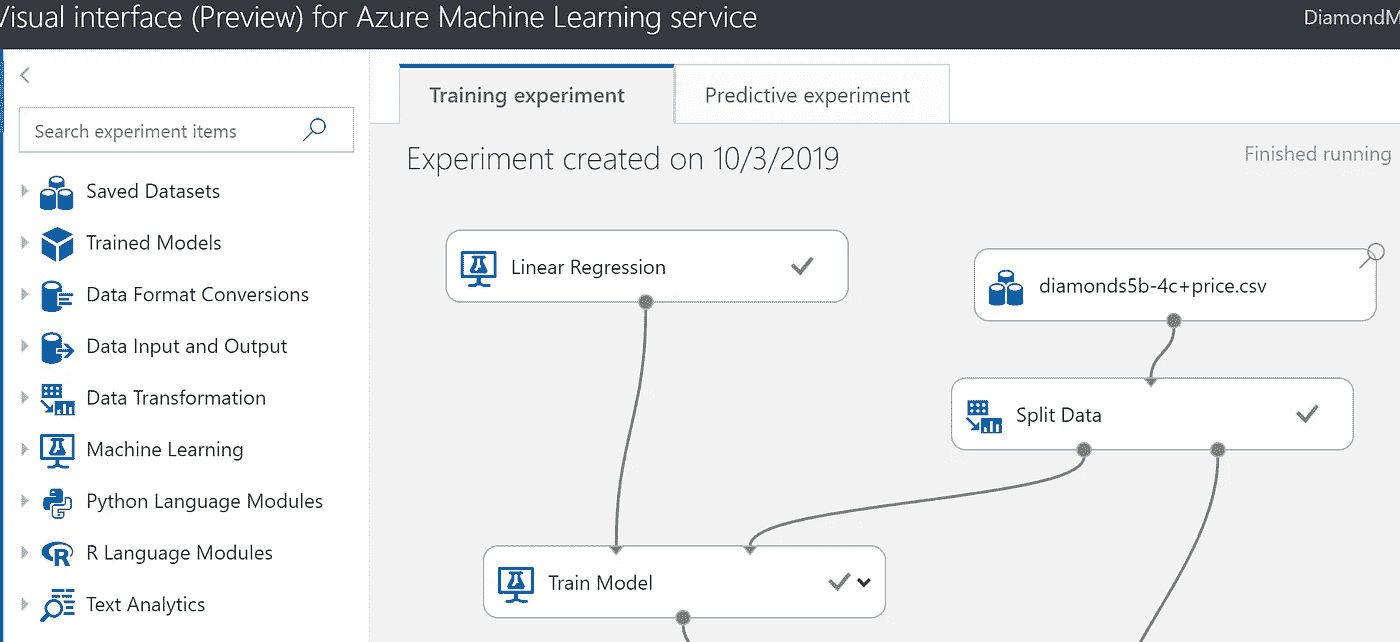 Visual interface (Preview) for Azure Machine Learning service
DiamondM
Training experiment
Predictive experiment
Search experiment items
Experiment created on 10/3/2019
Finished running
Saved Datasets
Trained Models
Data Format Conversions
Data Input and Output
Data Transformation
Machine Learning
Python Language Modules
R Language Modules
Text Analytics
Linear Regression
diamonds5b-4c+price.csv
Split Data
Train Model